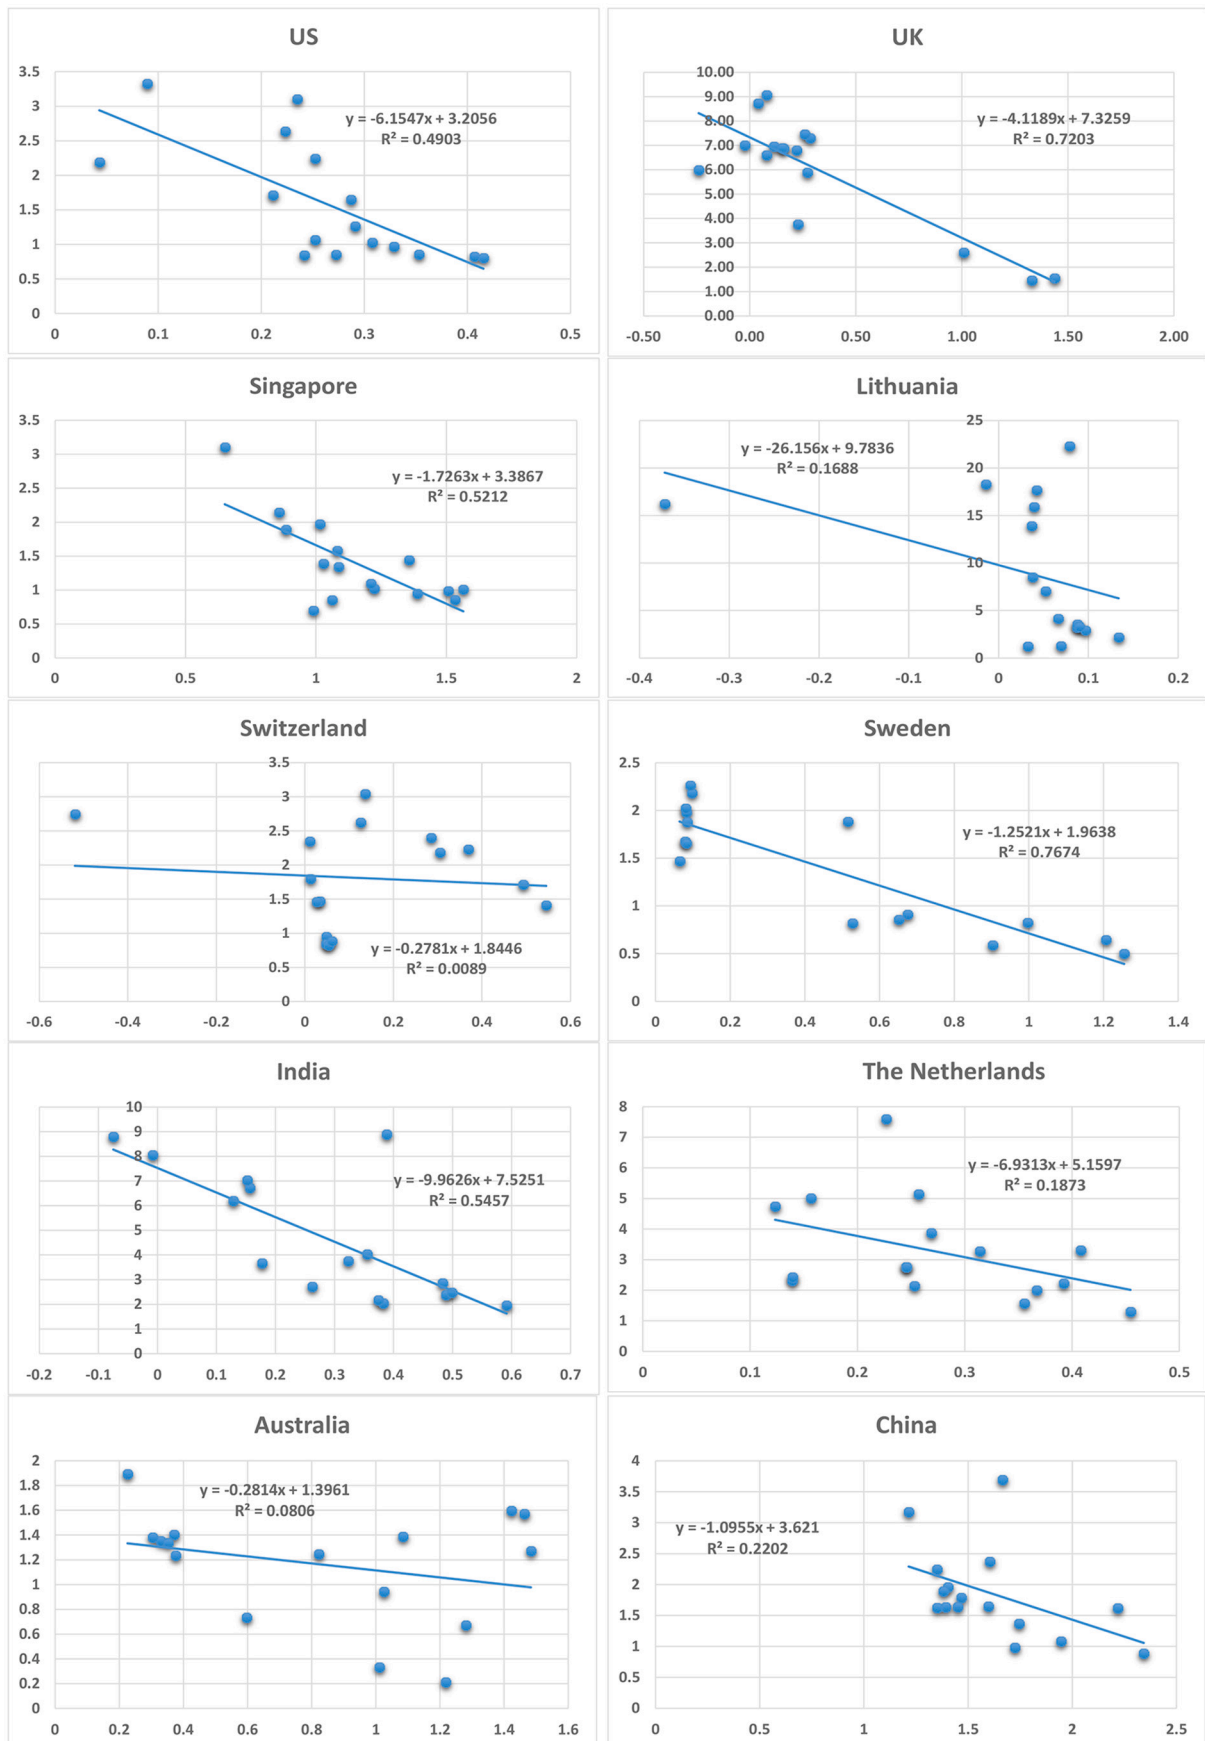 US
3.5
3
2.5
2
1.5
1
0.5
0
y = -6.1547x + 3.2056
R² = 0.4903
0 0.1 0.2 0.3 0.4 0.5
UK
10.00
9.00
8.00
7.00
6.00
5.00
4.00
3.00
2.00
1.00
0.00
y = -4.1189x + 7.3259
R² = 0.7203
-0.50 0.00 0.50 1.00 1.50 2.00
Singapore
3.5
3
2.5
2
1.5
1
0.5
0
y = -1.7263x + 3.3867
R² = 0.5212
0 0.5 1 1.5 2
Lithuania
25
20
15
10
5
0
y = -26.156x + 9.7836
R² = 0.1688
-0.4 -0.3 -0.2 -0.1 0 0.1 0.2
Switzerland
3.5
3
2.5
2
1.5
1
0.5
0
y = -0.2781x + 1.8446
R² = 0.0089
-0.6 -0.4 -0.2 0 0.2 0.4 0.6
Sweden
2.5
2
1.5
1
0.5
0
y = -1.2521x + 1.9638
R² = 0.7674
0 0.2 0.4 0.6 0.8 1 1.2 1.4
India
10
9
8
7
6
5
4
3
2
1
0
y = -9.9626x + 7.5251
R² = 0.5457
-0.2 -0.1 0 0.1 0.2 0.3 0.4 0.5 0.6 0.7
The Netherlands
8
7
6
5
4
3
2
1
0
y = -6.9313x + 5.1597
R² = 0.1873
0 0.1 0.2 0.3 0.4 0.5
Australia
2
1.8
1.6
1.4
1.2
1
0.8
0.6
0.4
0.2
0
y = -0.2814x + 1.3961
R² = 0.0806
0 0.2 0.4 0.6 0.8 1 1.2 1.4 1.6
China
4
3.5
3
2.5
2
1.5
1
0.5
0
y = -1.0955x + 3.621
R² = 0.2202
0 0.5 1 1.5 2 2.5